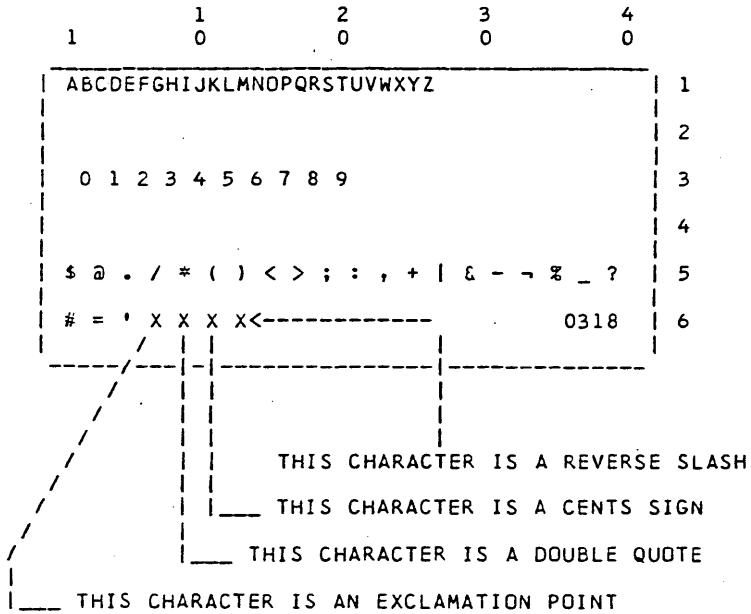 1 2 3 4
1 0 0 0 0
ABCDEFGHIJKLMNOPQRSTUVWXYZ 1
2
0 1 2 3 4 5 6 7 8 9 3
4
$ @ . / * ( ) < > ; : , + | & - ¬ % _ ? 5
# = ' X X X X<------------ 0318 6
THIS CHARACTER IS A REVERSE SLASH
THIS CHARACTER IS A CENTS SIGN
THIS CHARACTER IS A DOUBLE QUOTE
THIS CHARACTER IS AN EXCLAMATION POINT